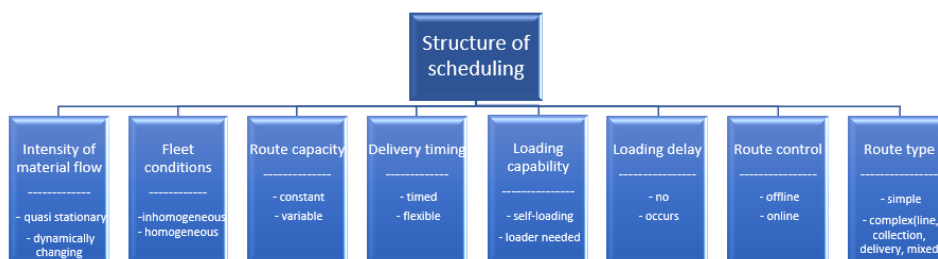 Structure of
scheduling
Intensity of
material flow
-------------
- quasi stationary
- dynamically
changing
Fleet
conditions
------------
-inhomogeneous
- homogeneous
Route capacity
---------------
- constant
- variable
Delivery timing
---------------
- timed
- flexible
Loading
capability
---------------
- self-loading
- loader needed
Loading delay
----------------
- no
- occurs
Route control
----------------
- offline
- online
Route type
----------------
- simple
- complex(line,
collection,
delivery, mixed